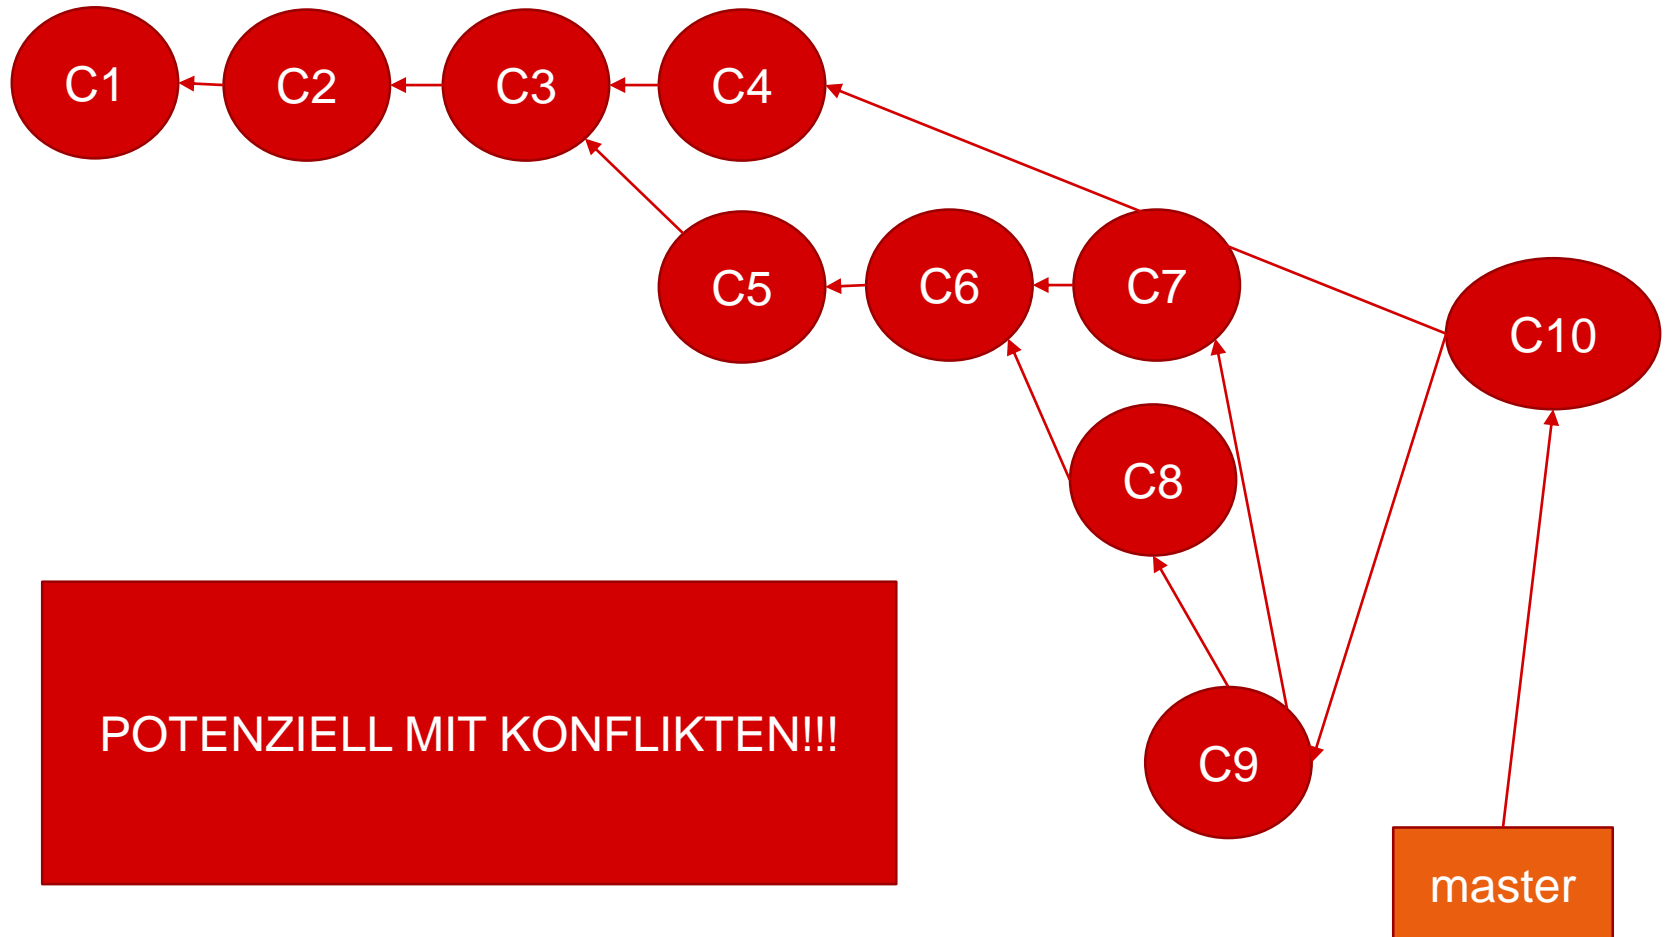 C1
C2
C3
C4
C5
C6
C7
C10
C8
POTENZIELL MIT KONFLIKTEN!!!
C9
master